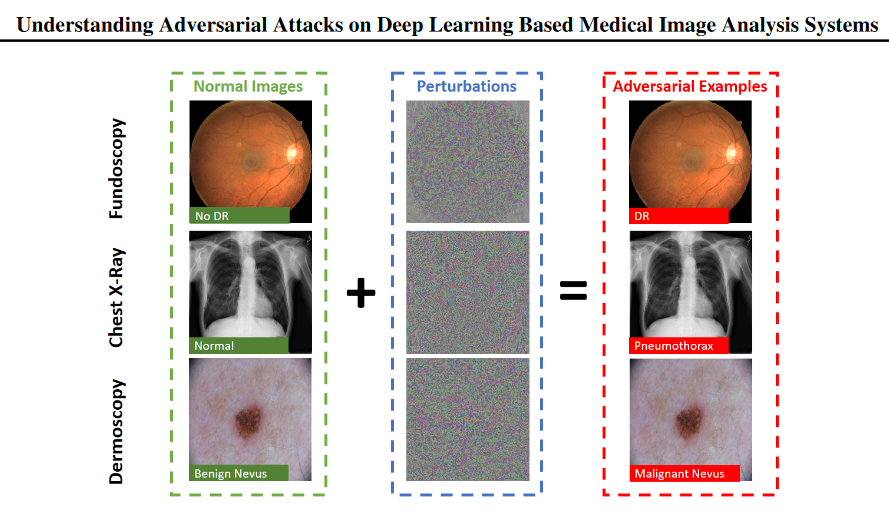 Understanding Adversarial Attacks on Deep Learning Based Medical Image Analysis Systems
Normal Images
Perturbations
Adversarial Examples
Fundoscopy
No DR
DR
Chest X-Ray
+
=
Normal
Pneumothorax
Dermoscopy
Benign Nevus
Malignant Nevus